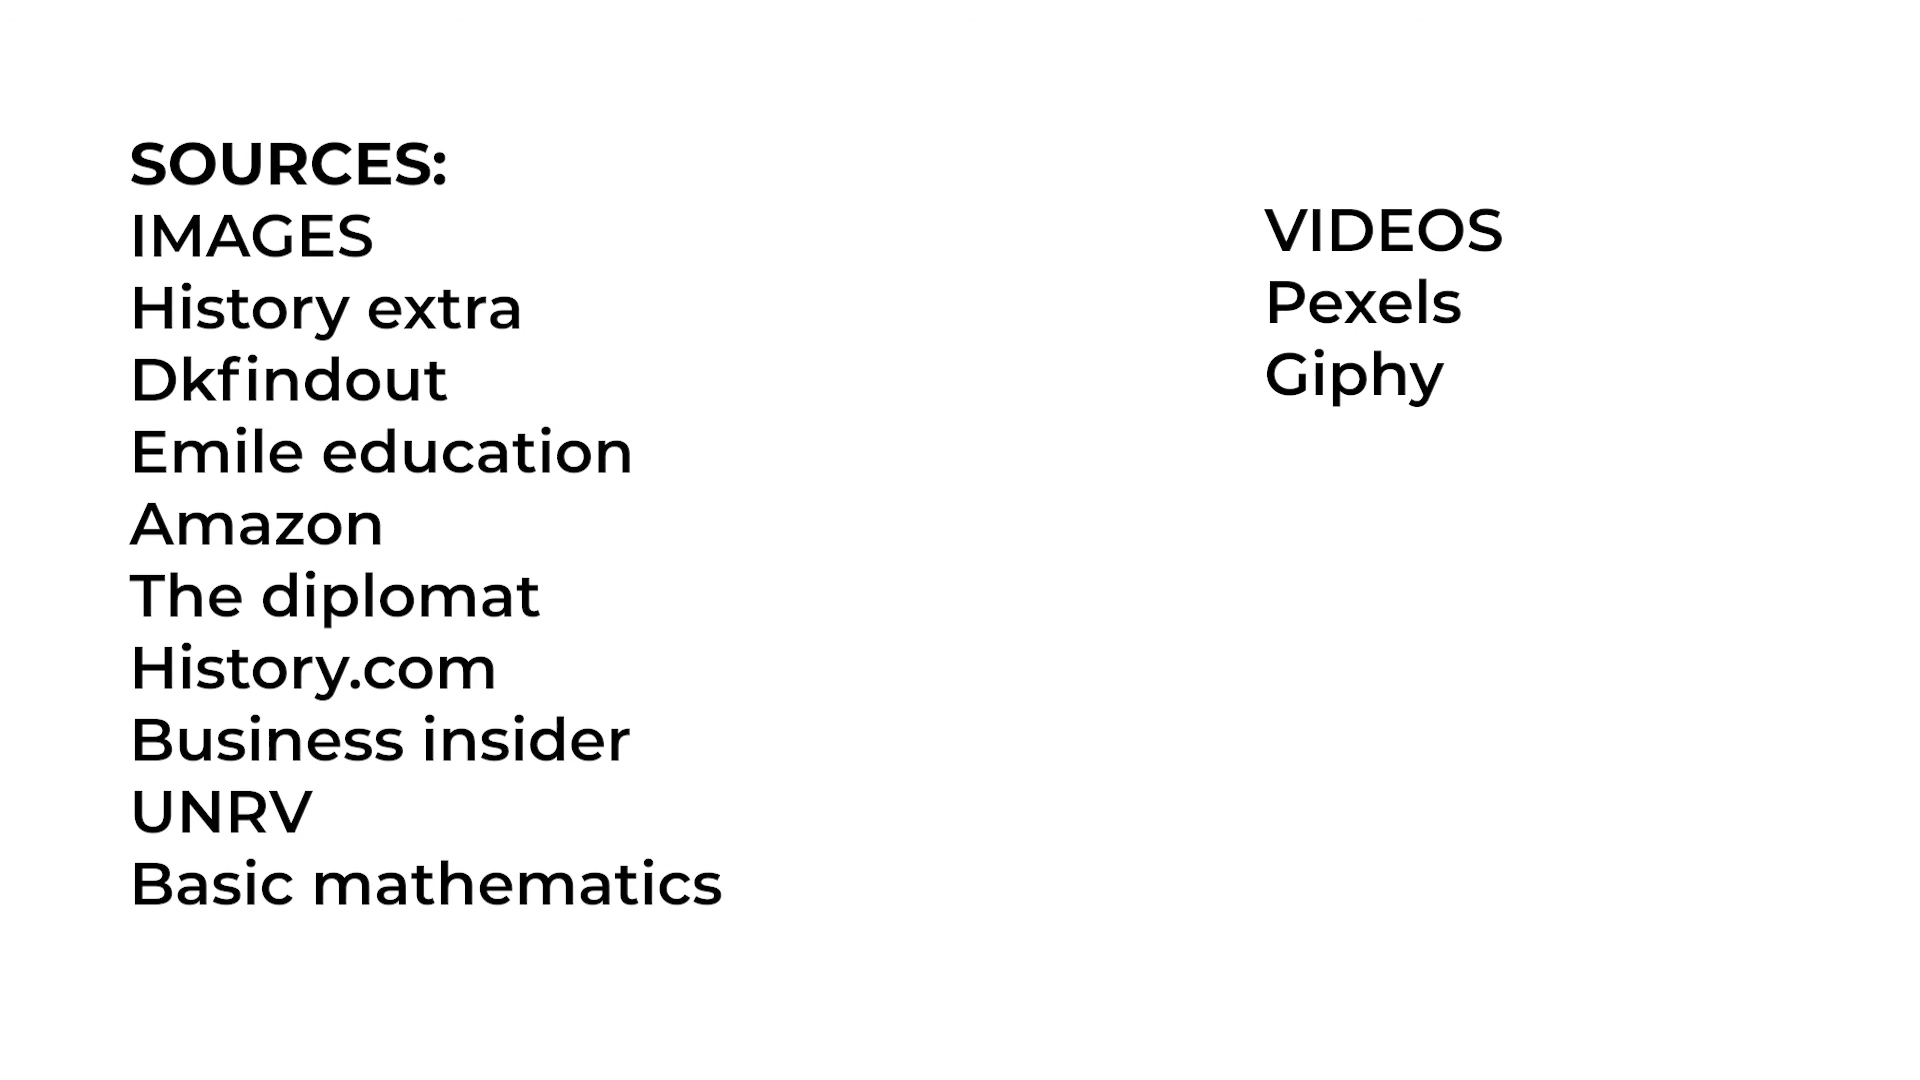 SOURCES:
IMAGES
History extra
Dkfindout
Emile education
Amazon
The diplomat
History.com
Business insider
UNRV
Basic mathematics
VIDEOS
Pexels
Giphy